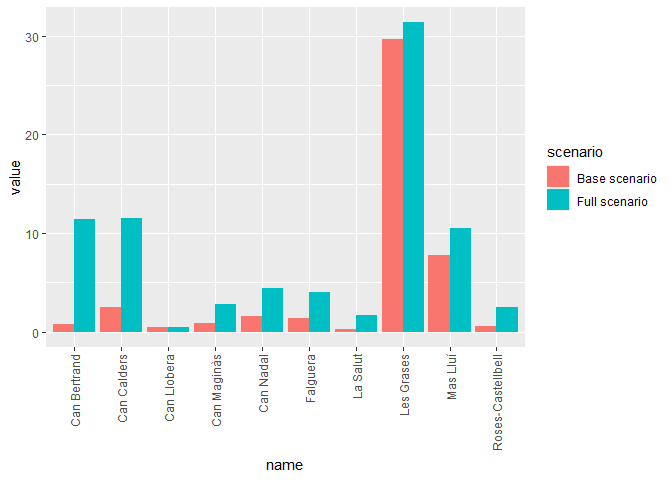 30
20
10
0
value
Can Bertrand
Can Calders
Can Llobera
Can Maginàs
Can Nadal
Falguera
La Salut
Les Grases
Mas Lluí
Roses-Castellbell
name
scenario
Base scenario
Full scenario